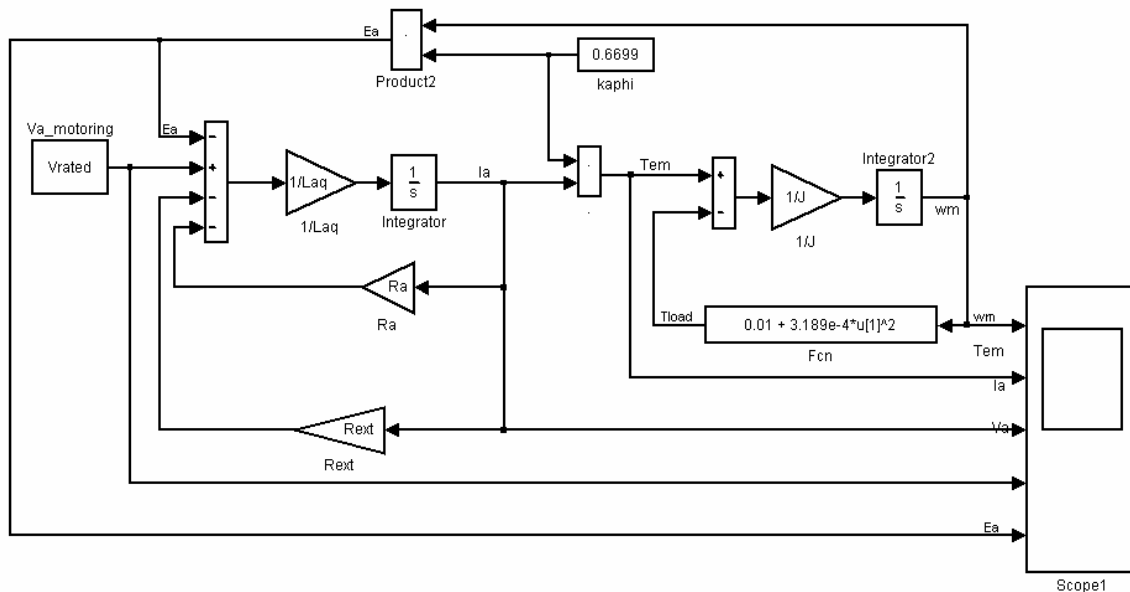 Ea
.
Product2
0.6699
kaphi
Va_motoring
Vrated
Ea
−
+
−
−
1/Laq
1/Laq
1
s
Integrator
Ia
.
.
Tem
+
−
1/J
1/J
Integrator2
1
s
wm
Ra
Ra
Tload
0.01 + 3.189e-4*u[1]^2
Fcn
wm
Tem
Ia
Va
Rext
Rext
Ea
Scope1